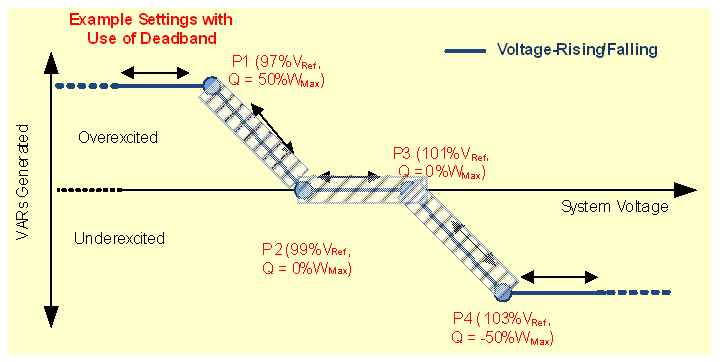 Example Settings with
Use of Deadband
P1 (97%VRef,
Q = 50%WMax)
Voltage-Rising/Falling
VARs Generated
Overexcited
P3 (101%VRef,
Q = 0%WMax)
System Voltage
Underexcited
P2 (99%VRef,
Q = 0%WMax)
P4 (103%VRef,
Q = -50%WMax)